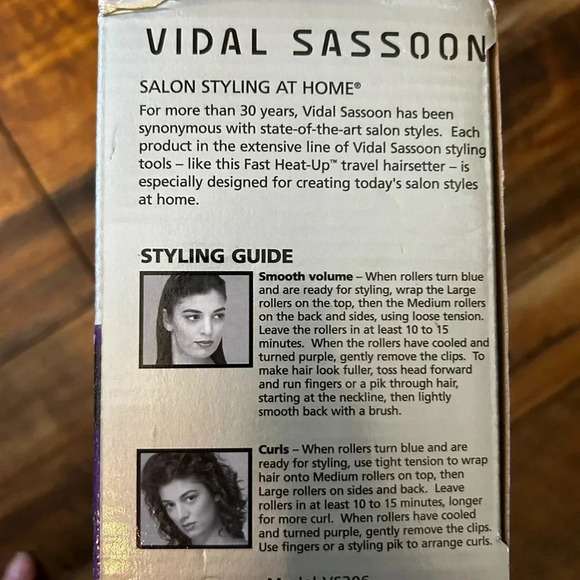 VIDAL SASSOON
SALON STYLING AT HOME®
For more than 30 years, Vidal Sassoon has been
synonymous with state-of-the-art salon styles. Each
product in the extensive line of Vidal Sassoon styling
tools – like this Fast Heat-Up™ travel hairsetter – is
especially designed for creating today's salon styles
at home.
STYLING GUIDE
Smooth volume – When rollers turn blue
and are ready for styling, wrap the Large
rollers on the top, then the Medium rollers
on the back and sides, using loose tension.
Leave the rollers in at least 10 to 15
minutes. When the rollers have cooled and
turned purple, gently remove the clips. To
make hair look fuller, toss head forward
and run fingers or a pik through hair,
starting at the neckline, then lightly
smooth back with a brush.
Curls – When rollers turn blue and are
ready for styling, use tight tension to wrap
hair onto Medium rollers on top, then
Large rollers on sides and back. Leave
rollers in at least 10 to 15 minutes, longer
for more curl. When rollers have cooled
and turned purple, gently remove the clips.
Use fingers or a styling pik to arrange curls.
Model